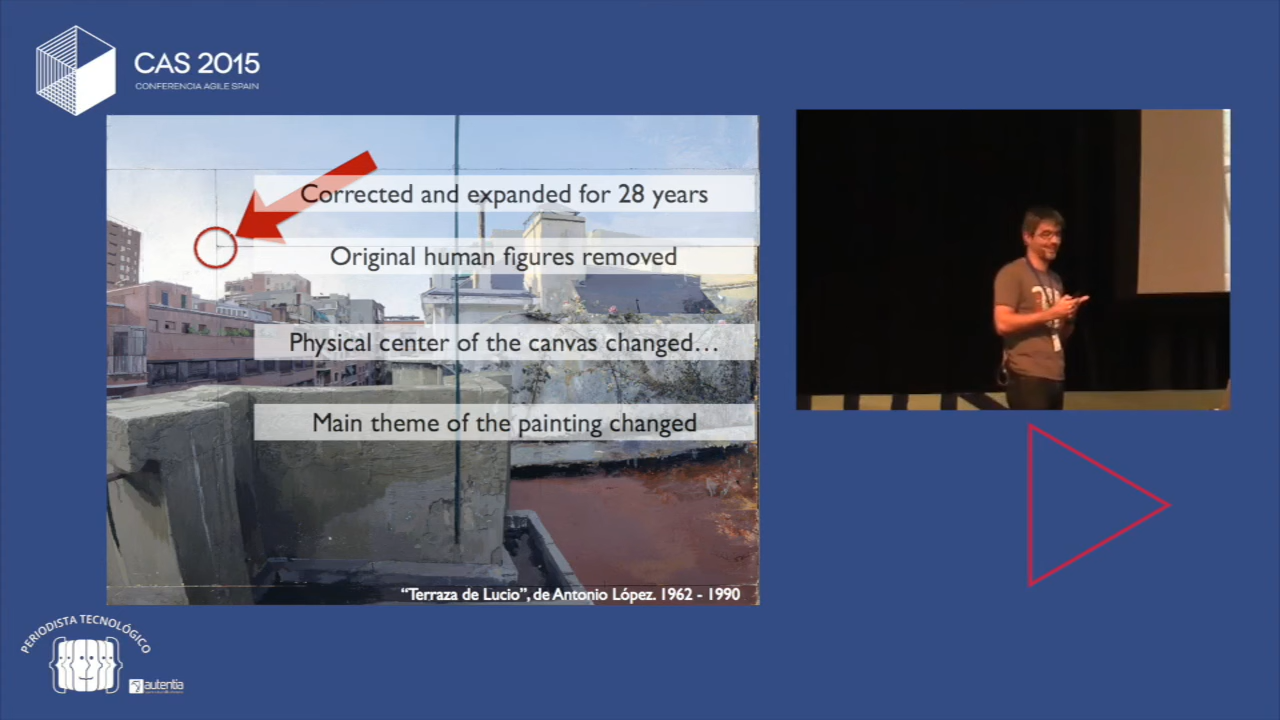 CAS 2015
CONFERENCIA AGILE SPAIN
Corrected and expanded for 28 years
Original human figures removed
Physical center of the canvas changed…
Main theme of the painting changed
“Terraza de Lucio”, de Antonio López. 1962 - 1990
PERIODISTA TECNOLÓGICO
autentia